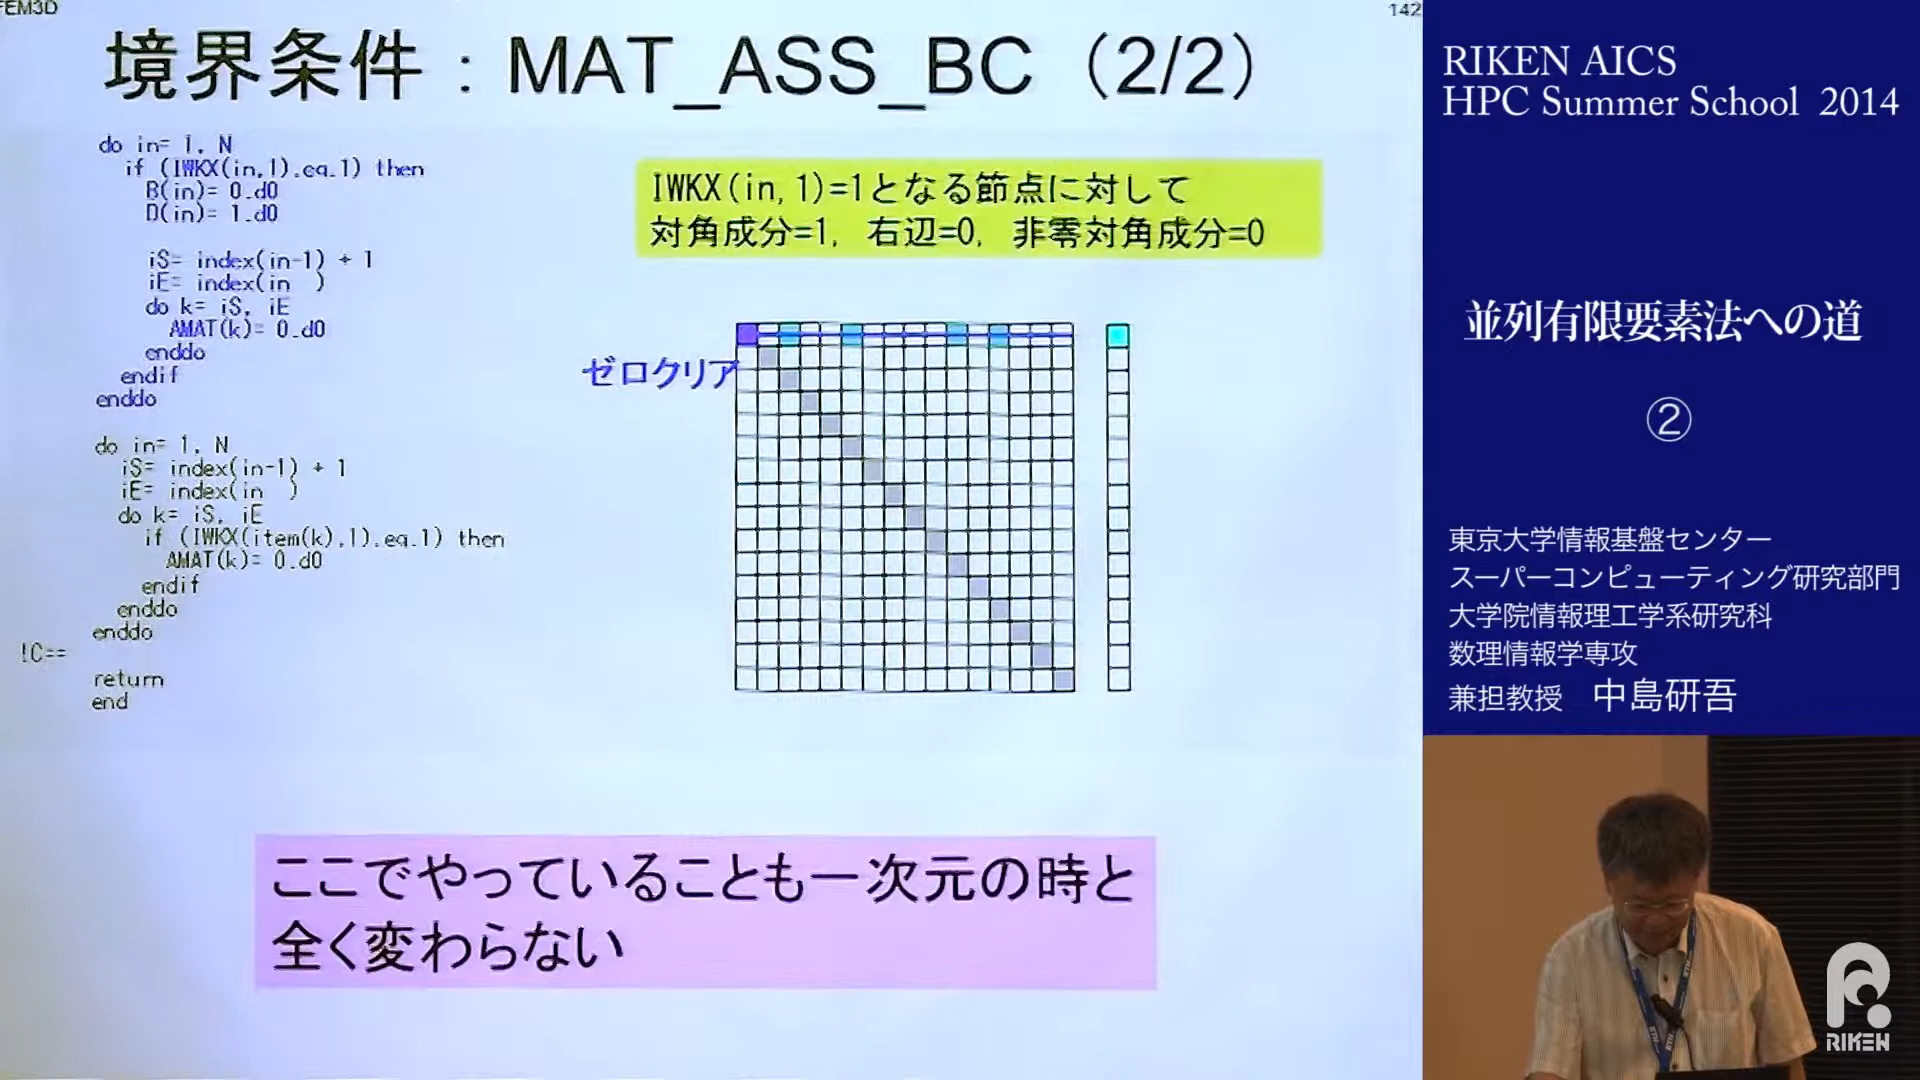 FEM3D
142
境界条件：MAT_ASS_BC（2/2）
do in= 1, N
if (IWKX(in,1).eq.1) then
B(in)= 0.d0
D(in)= 1.d0
iS= index(in-1) + 1
iE= index(in  )
do k= iS, iE
AMAT(k)= 0.d0
enddo
endif
enddo
do in= 1, N
iS= index(in-1) + 1
iE= index(in  )
do k= iS, iE
if (IWKX(item(k),1).eq.1) then
AMAT(k)= 0.d0
endif
enddo
enddo
!C==
return
end
IWKX(in,1)=1となる節点に対して
対角成分=1, 右辺=0, 非零対角成分=0
ゼロクリア
ここでやっていることも一次元の時と
全く変わらない
RIKEN AICS
HPC Summer School 2014
並列有限要素法への道
②
東京大学情報基盤センター
スーパーコンピューティング研究部門
大学院情報理工学系研究科
数理情報学専攻
兼担教授　中島研吾
RIKEN